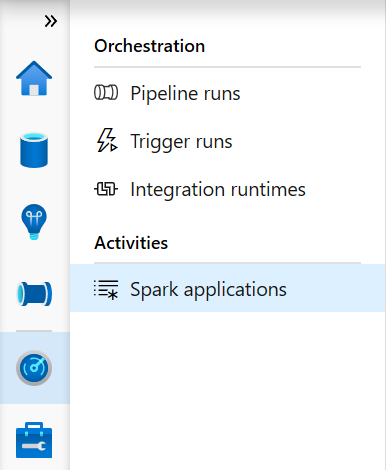 Orchestration
Pipeline runs
Trigger runs
Integration runtimes
Activities
Spark applications